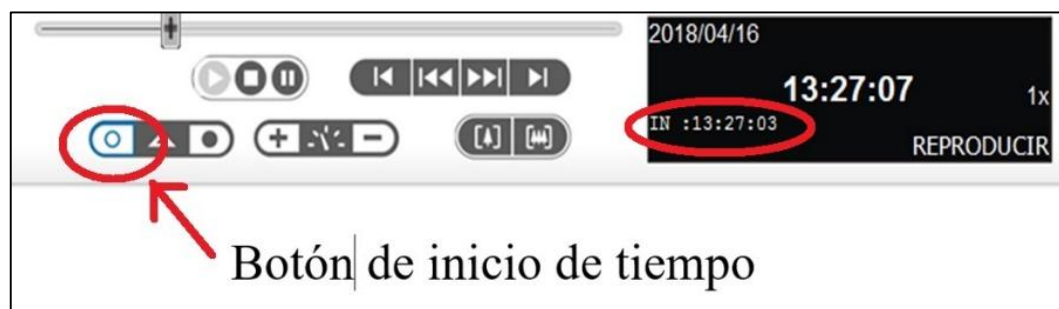 2018/04/16
13:27:07
1x
IN :13:27:03
REPRODUCIR
Botón de inicio de tiempo